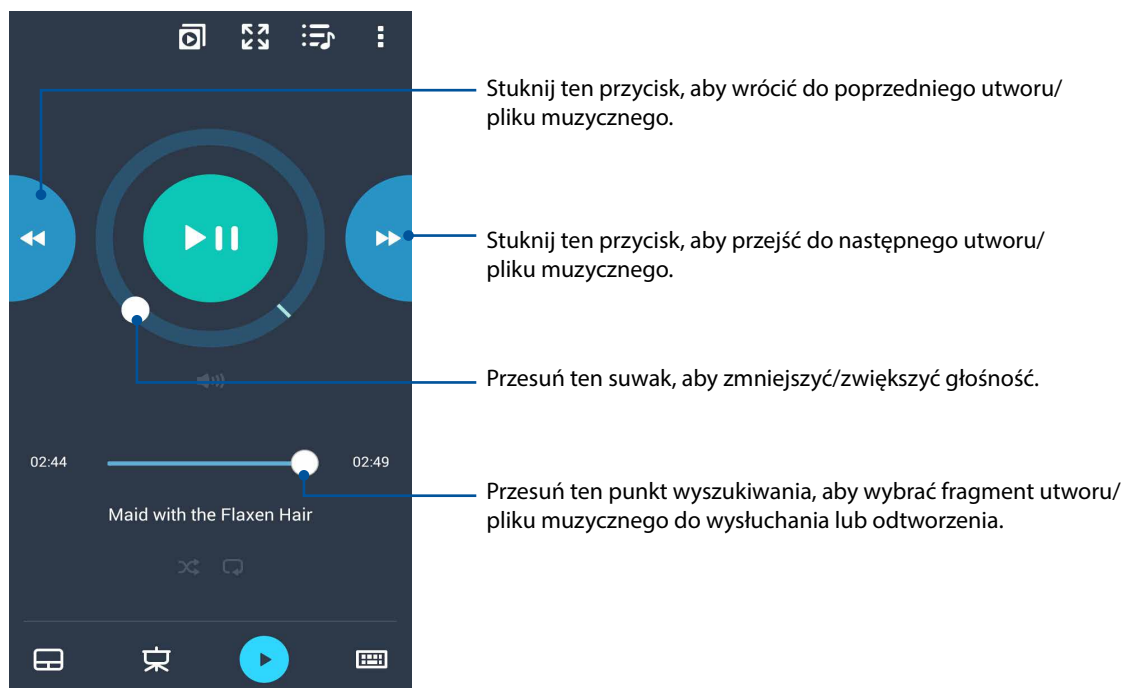 Stuknij ten przycisk, aby wrócić do poprzedniego utworu/
pliku muzycznego.
Stuknij ten przycisk, aby przejść do następnego utworu/
pliku muzycznego.
Przesuń ten suwak, aby zmniejszyć/zwiększyć głośność.
02:44
02:49
Przesuń ten punkt wyszukiwania, aby wybrać fragment utworu/
pliku muzycznego do wysłuchania lub odtworzenia.
Maid with the Flaxen Hair